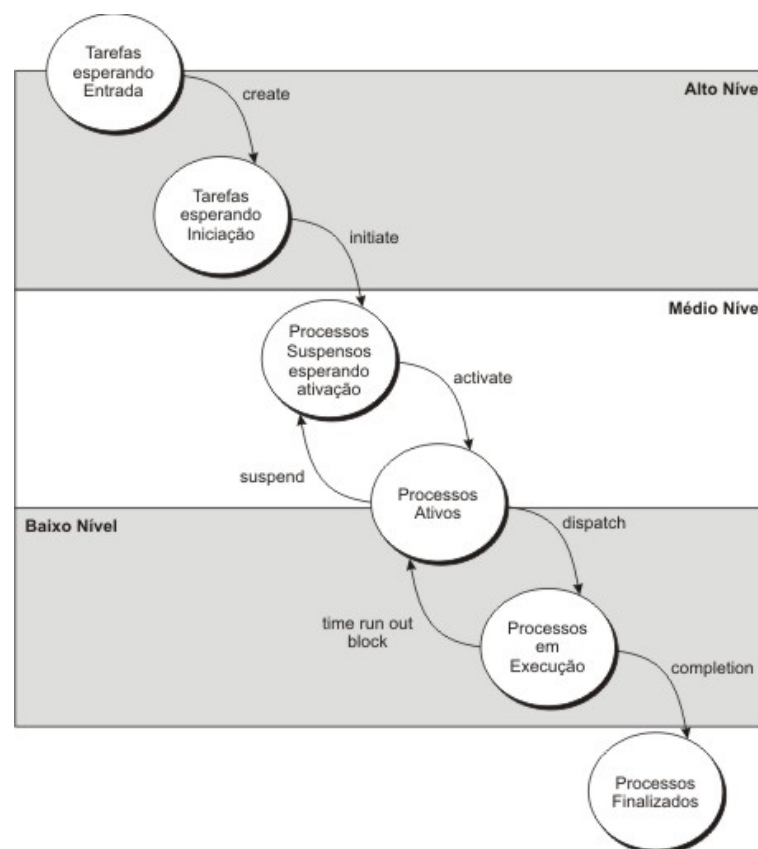 Tarefas
esperando
Entrada
create
Alto Níve
Tarefas
esperando
Iniciação
initiate
Médio Níve
Processos
Suspensos
esperando
ativação
activate
suspend
Processos
Ativos
Baixo Nível
dispatch
time run out
block
Processos
em
Execução
completion
Processos
Finalizados